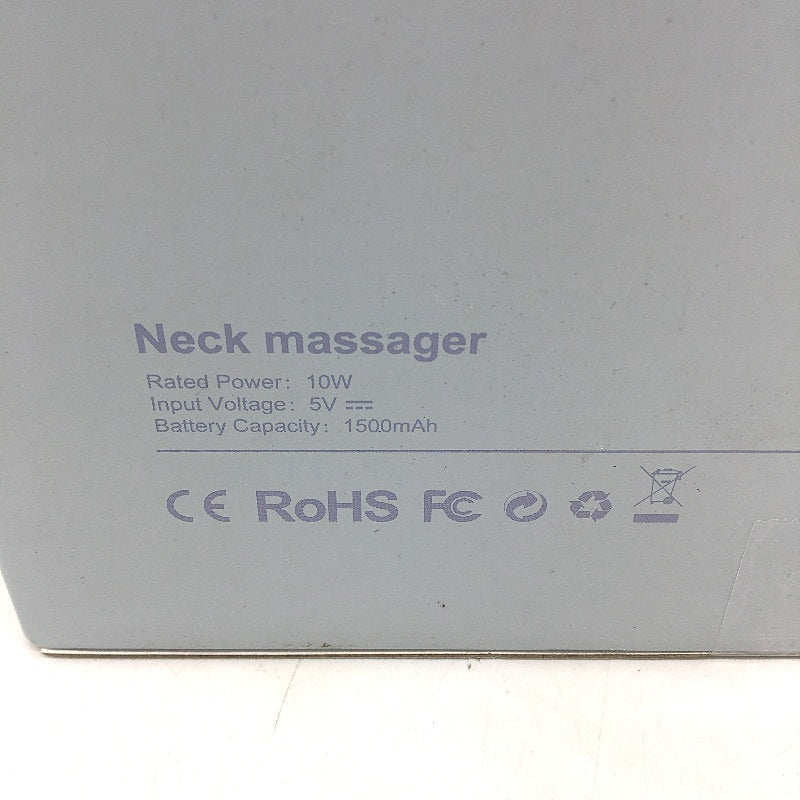 Neck massager
Rated Power: 10W
Input Voltage: 5V ⎓
Battery Capacity: 1500mAh
CE RoHS FC